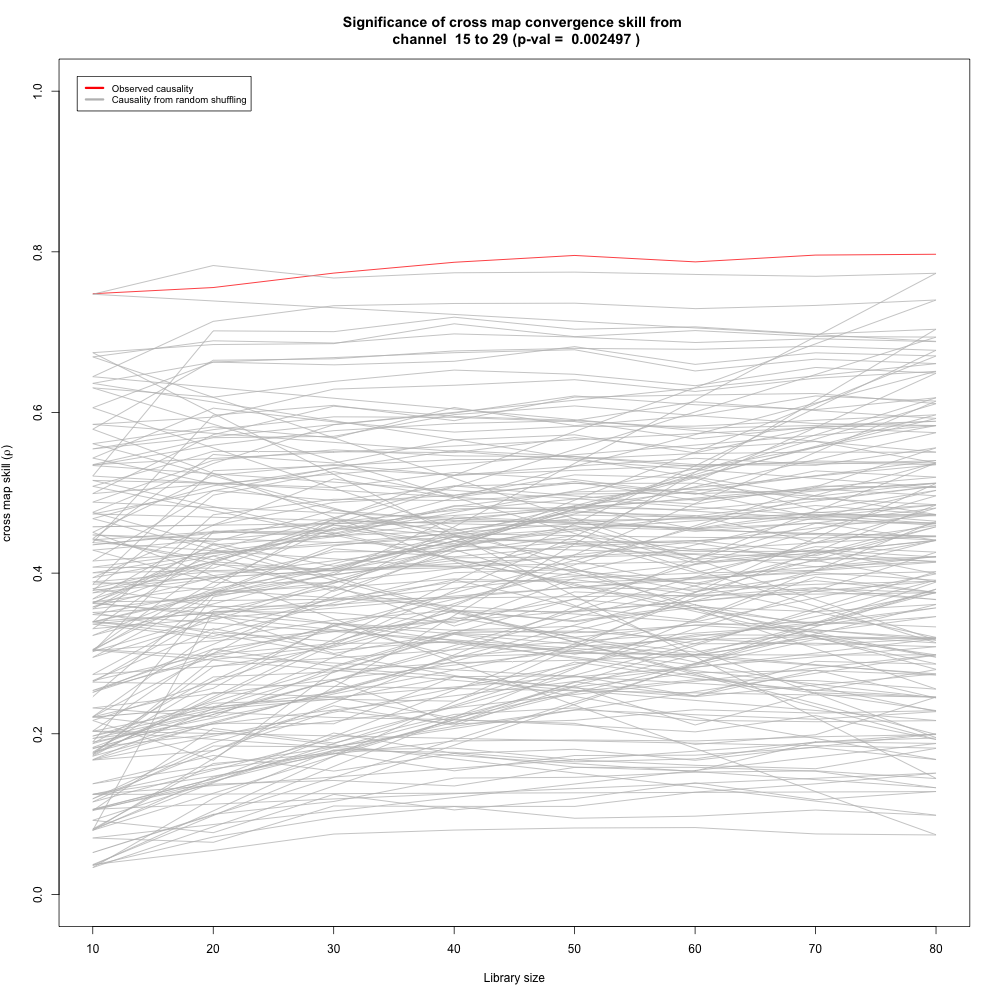 Significance of cross map convergence skill from
channel 15 to 29 (p-val = 0.002497 )
Observed causality
Causality from random shuffling
cross map skill (ρ)
1.0
0.8
0.6
0.4
0.2
0.0
10 20 30 40 50 60 70 80
Library size